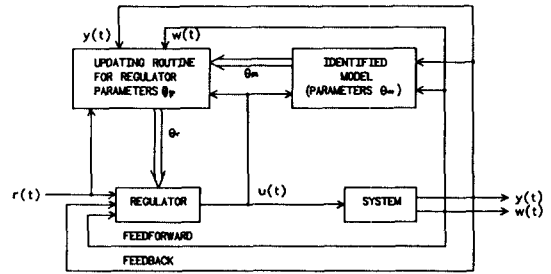 y(t) w(t)
UPDATING ROUTINE
FOR REGULATOR
PARAMETERS θr
θm
IDENTIFIED
MODEL
(PARAMETERS θm)
θr
r(t)
REGULATOR
u(t)
SYSTEM
y(t)
w(t)
FEEDFORWARD
FEEDBACK